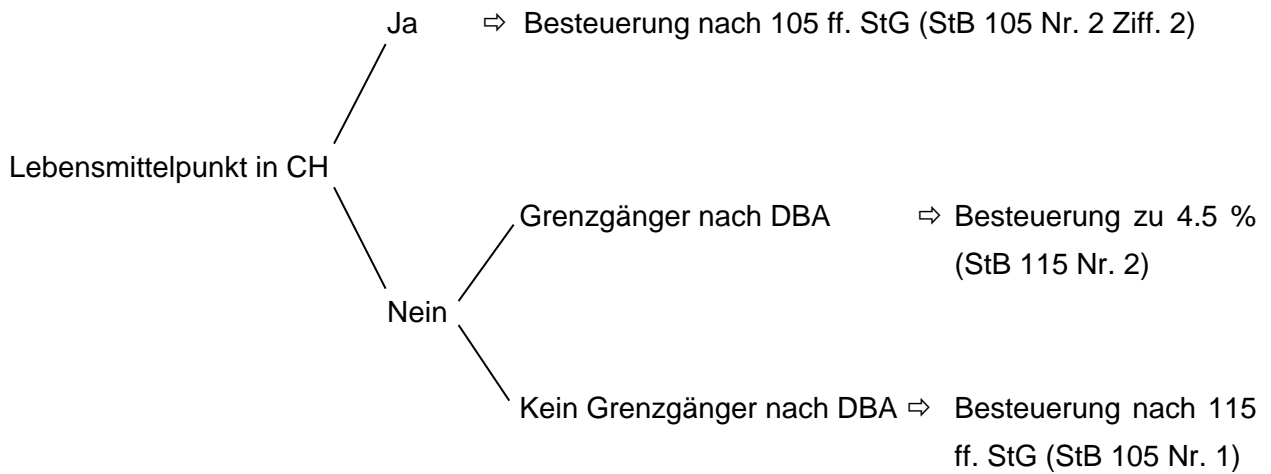 Ja ⇨ Besteuerung nach 105 ff. StG (StB 105 Nr. 2 Ziff. 2)
Lebensmittelpunkt in CH
Grenzgänger nach DBA ⇨ Besteuerung zu 4.5 %
(StB 115 Nr. 2)
Nein
Kein Grenzgänger nach DBA ⇨ Besteuerung nach 115
ff. StG (StB 105 Nr. 1)